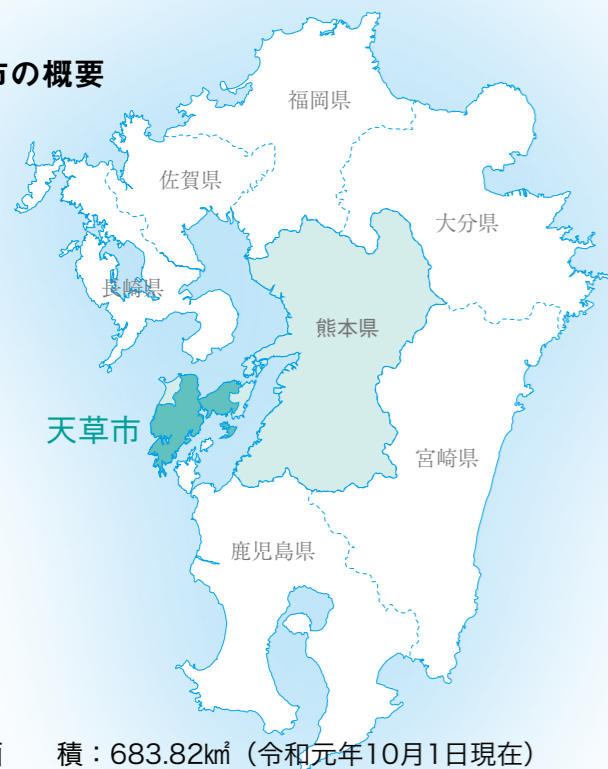 市の概要
福岡県
佐賀県
大分県
長崎県
熊本県
天草市
宮崎県
鹿児島県
積：683.82㎢（令和元年10月1日現在）